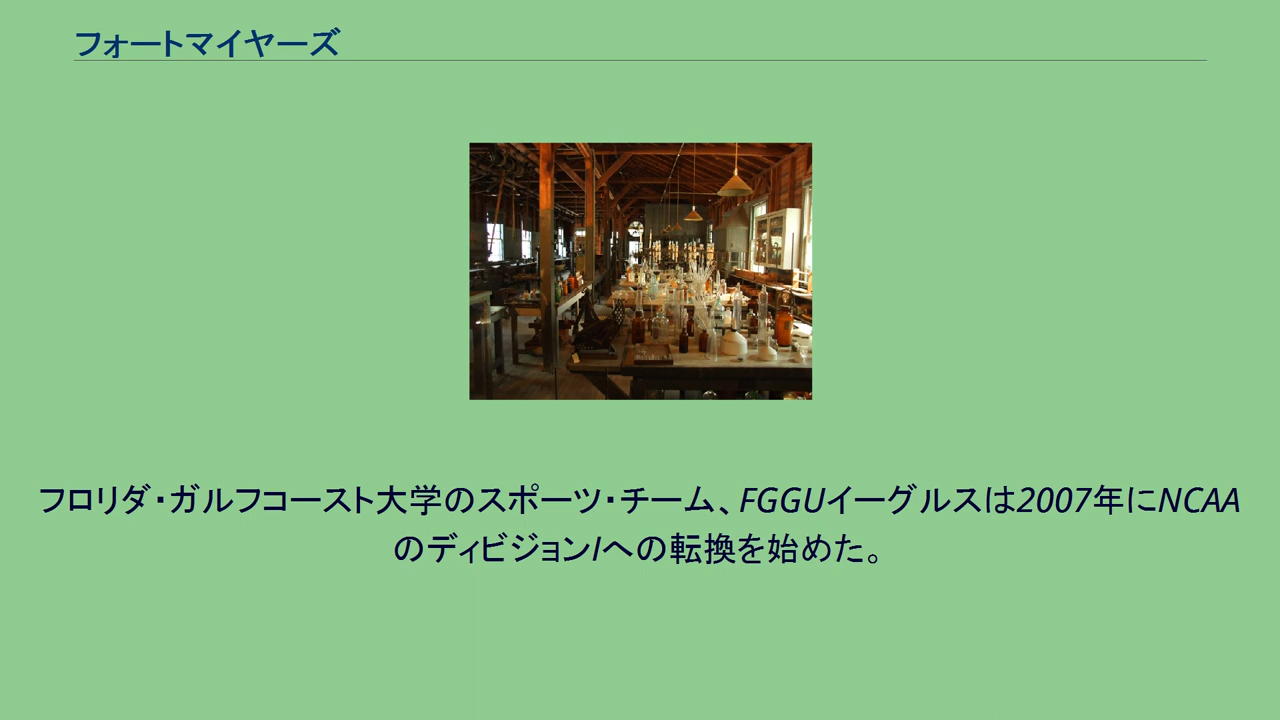 フォートマイヤーズ
フロリダ・ガルフコースト大学のスポーツ・チーム、FGGUイーグルスは2007年にNCAA
のディビジョンIへの転換を始めた。